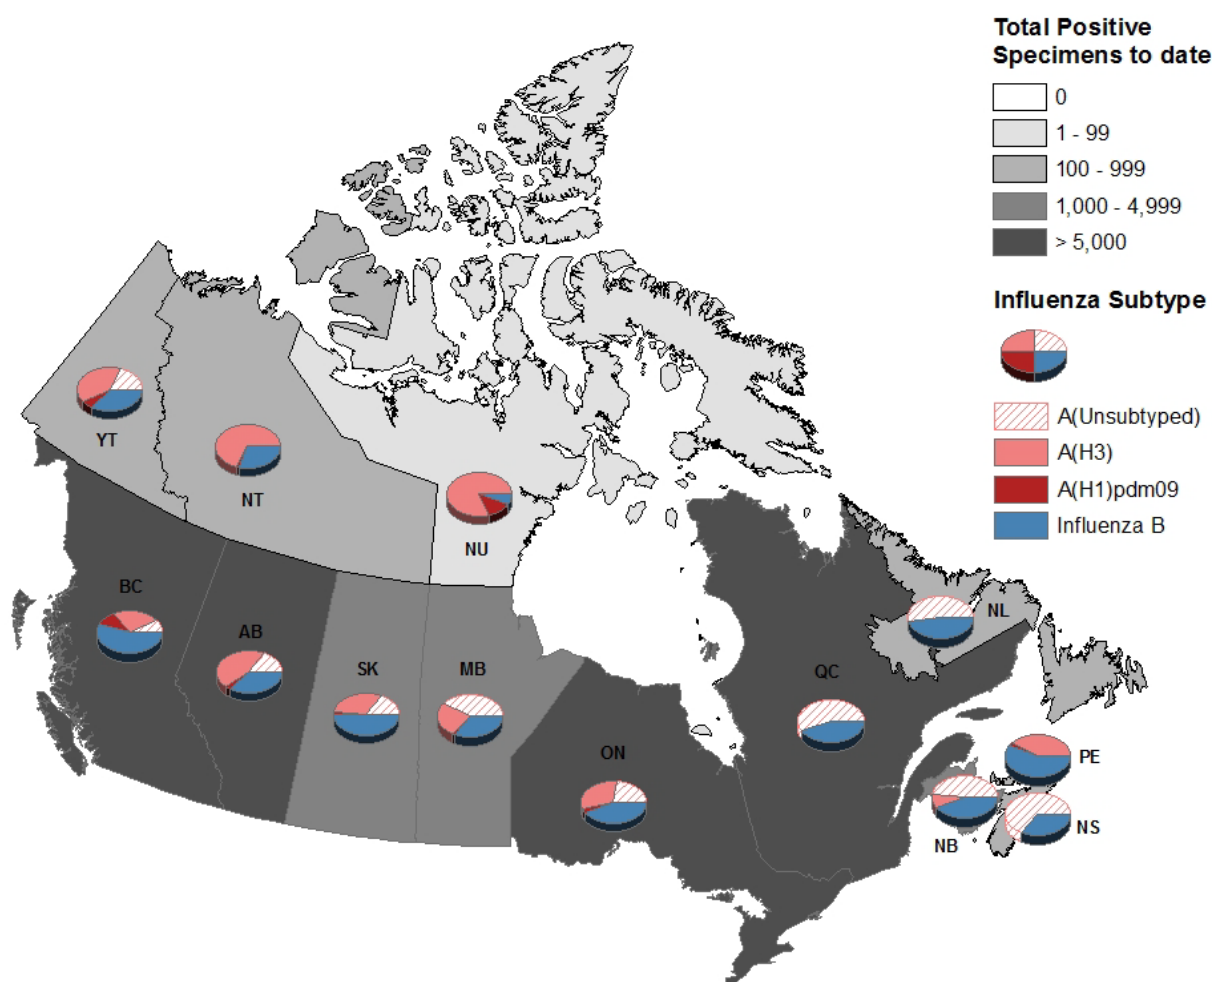 Total Positive
Specimens to date
0
1 - 99
100 - 999
1,000 - 4,999
> 5,000
Influenza Subtype
A(Unsubtyped)
A(H3)
A(H1)pdm09
Influenza B
YT
NT
NU
BC
AB
SK
MB
ON
QC
NL
PE
NB
NS